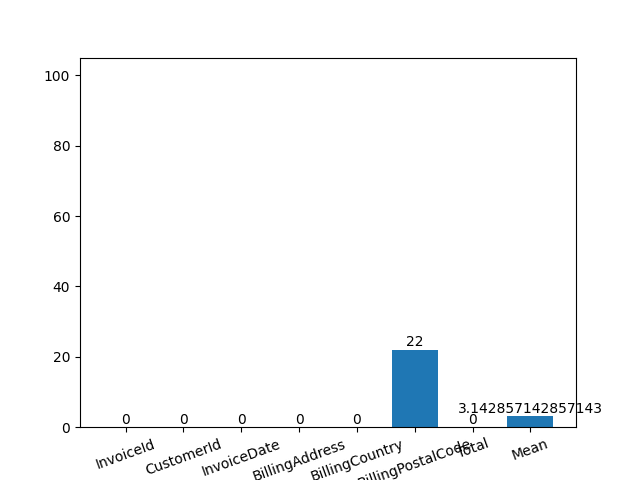 100
80
60
40
20
0
0
0
0
0
0
22
0
3.142857142857143
InvoiceId
CustomerId
InvoiceDate
BillingAddress
BillingCountry
BillingPostalCode
Total
Mean